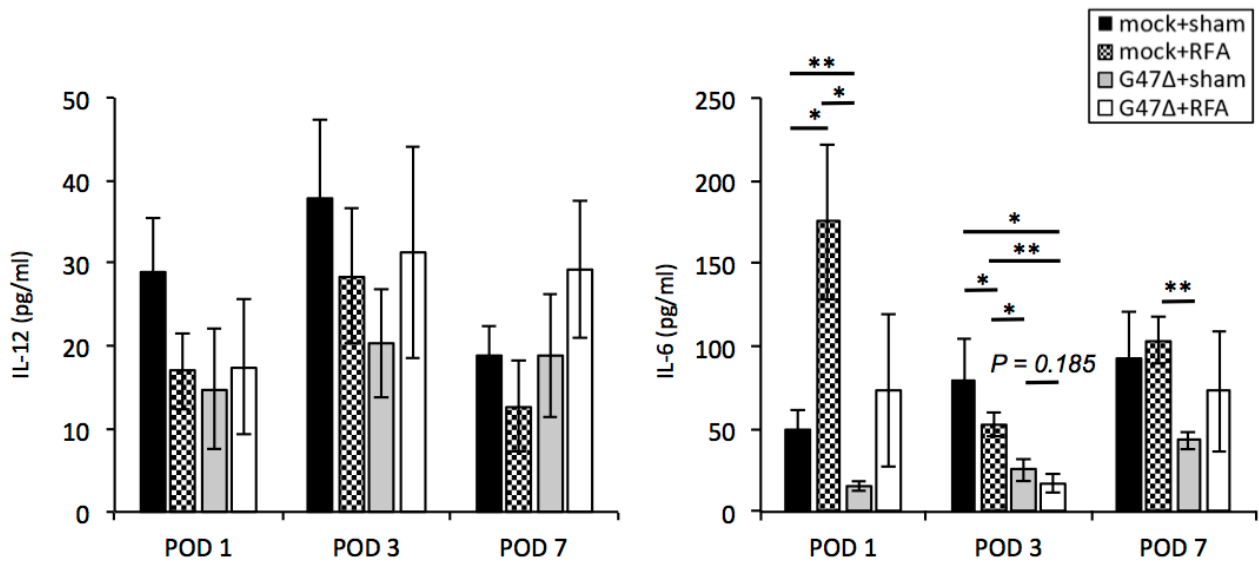 mock+sham
mock+RFA
G47Δ+sham
G47Δ+RFA
IL-12 (pg/ml)
50
40
30
20
10
0
POD 1
POD 3
POD 7
IL-6 (pg/ml)
250
200
150
100
50
0
**
*
*
*
**
*
*
**
P = 0.185
POD 1
POD 3
POD 7